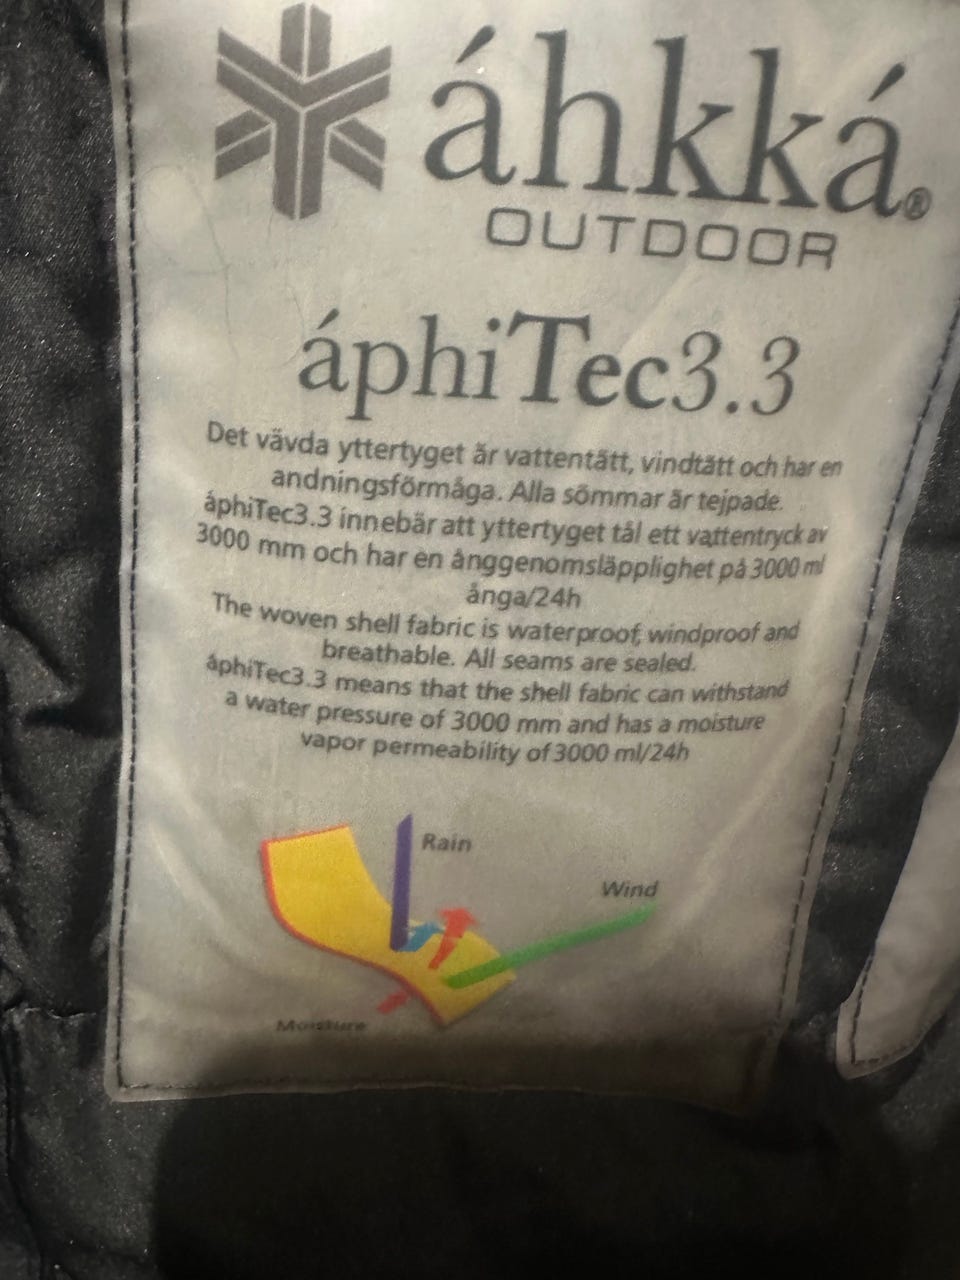 áhkká®
OUTDOOR
áphiTec3.3
Det vävda yttertyget är vattentätt, vindtätt och har en
andningsförmåga. Alla sömmar är tejpade.
áphiTec3.3 innebär att yttertyget tål ett vattentryck av
3000 mm och har en ånggenomsläpplighet på 3000 ml
ånga/24h
The woven shell fabric is waterproof, windproof and
breathable. All seams are sealed.
áphiTec3.3 means that the shell fabric can withstand
a water pressure of 3000 mm and has a moisture
vapor permeability of 3000 ml/24h
Rain
Wind
Moisture